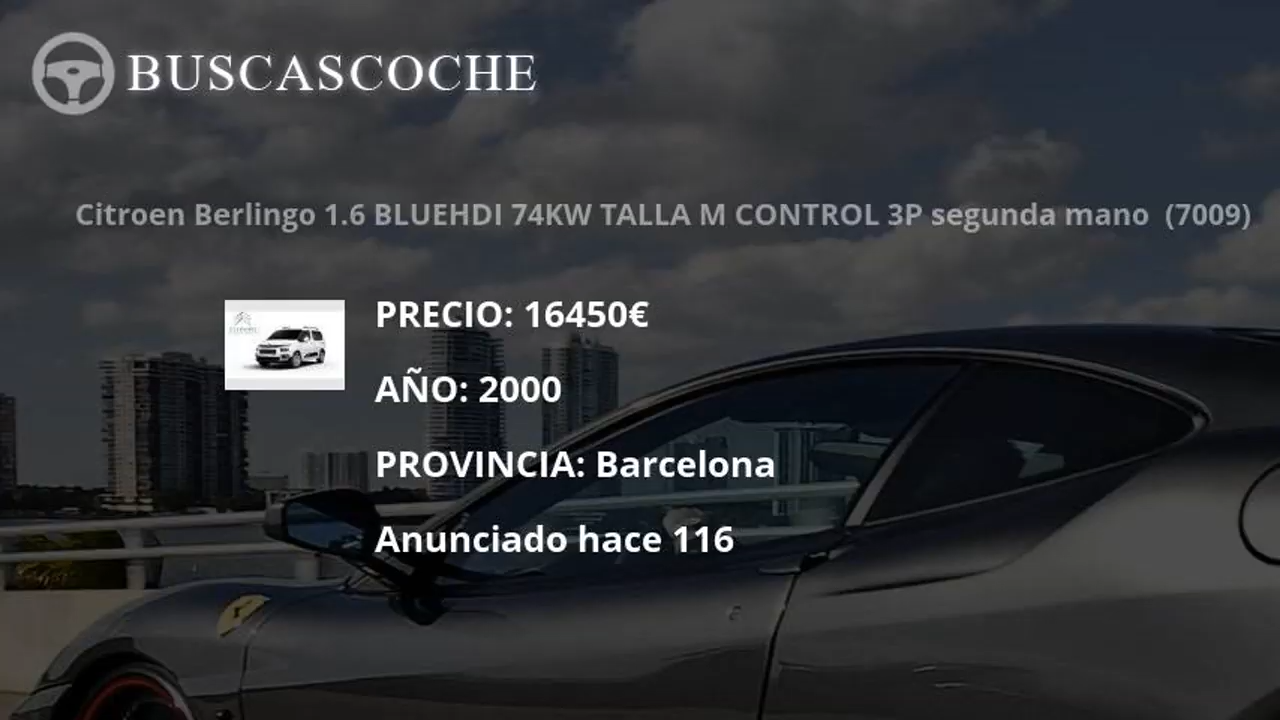 BUSCASCOCHE
Citroen Berlingo 1.6 BLUEHDI 74KW TALLA M CONTROL 3P segunda mano (7009)
PRECIO: 16450€
AÑO: 2000
PROVINCIA: Barcelona
Anunciado hace 116